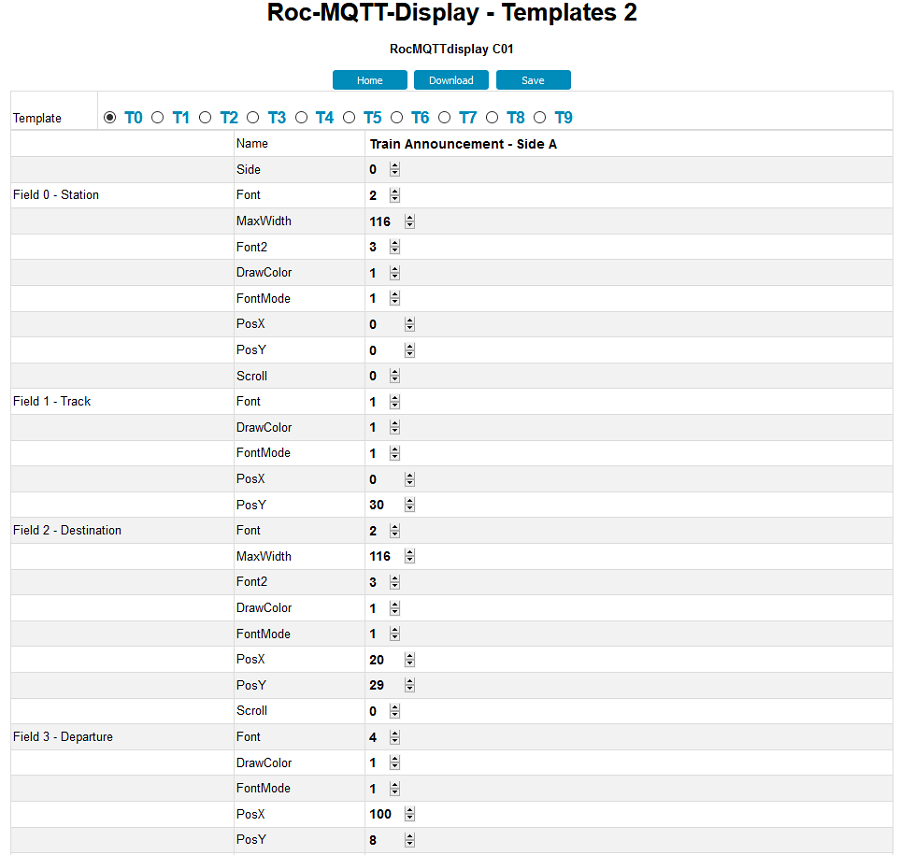 Roc-MQTT-Display - Templates 2
RocMQTTdisplay C01
Home Download Save
Template T0 T1 T2 T3 T4 T5 T6 T7 T8 T9
Name Train Announcement - Side A
Side 0
Field 0 - Station Font 2
MaxWidth 116
Font2 3
DrawColor 1
FontMode 1
PosX 0
PosY 0
Scroll 0
Field 1 - Track Font 1
DrawColor 1
FontMode 1
PosX 0
PosY 30
Field 2 - Destination Font 2
MaxWidth 116
Font2 3
DrawColor 1
FontMode 1
PosX 20
PosY 29
Scroll 0
Field 3 - Departure Font 4
DrawColor 1
FontMode 1
PosX 100
PosY 8